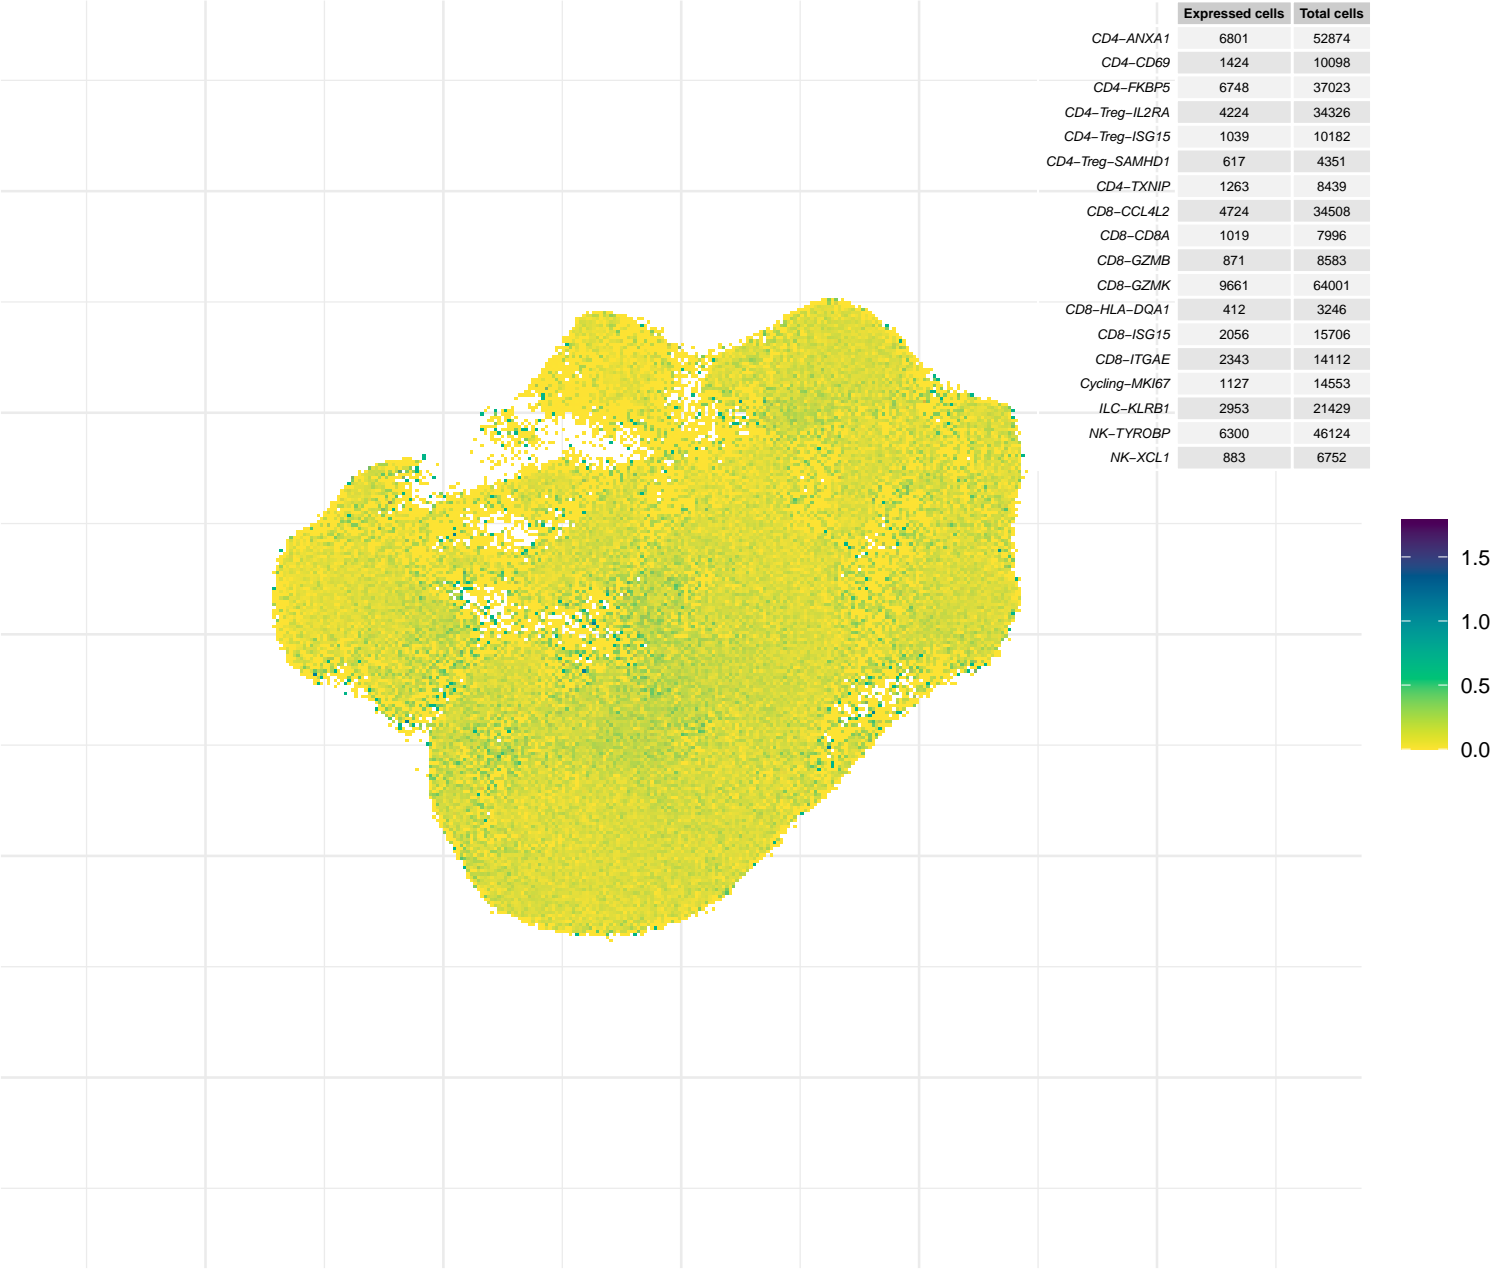 Expressed cells Total cells
CD4−ANXA1 6801 52874
CD4−CD69 1424 10098
CD4−FKBP5 6748 37023
CD4−Treg−IL2RA 4224 34326
CD4−Treg−ISG15 1039 10182
CD4−Treg−SAMHD1 617 4351
CD4−TXNIP 1263 8439
CD8−CCL4L2 4724 34508
CD8−CD8A 1019 7996
CD8−GZMB 871 8583
CD8−GZMK 9661 64001
CD8−HLA−DQA1 412 3246
CD8−ISG15 2056 15706
CD8−ITGAE 2343 14112
Cycling−MKI67 1127 14553
ILC−KLRB1 2953 21429
NK−TYROBP 6300 46124
NK−XCL1 883 6752
1.5
1.0
0.5
0.0